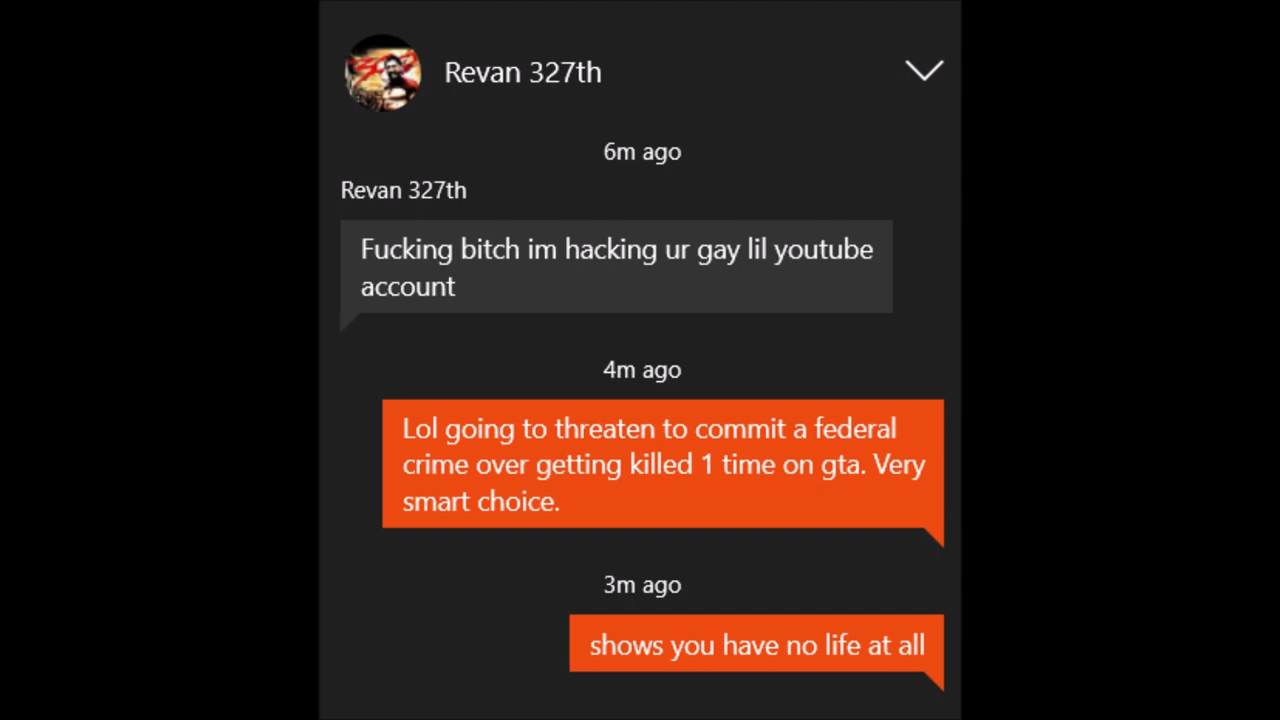 Revan 327th
6m ago
Revan 327th
Fucking bitch im hacking ur gay lil youtube
account
4m ago
Lol going to threaten to commit a federal
crime over getting killed 1 time on gta. Very
smart choice.
3m ago
shows you have no life at all